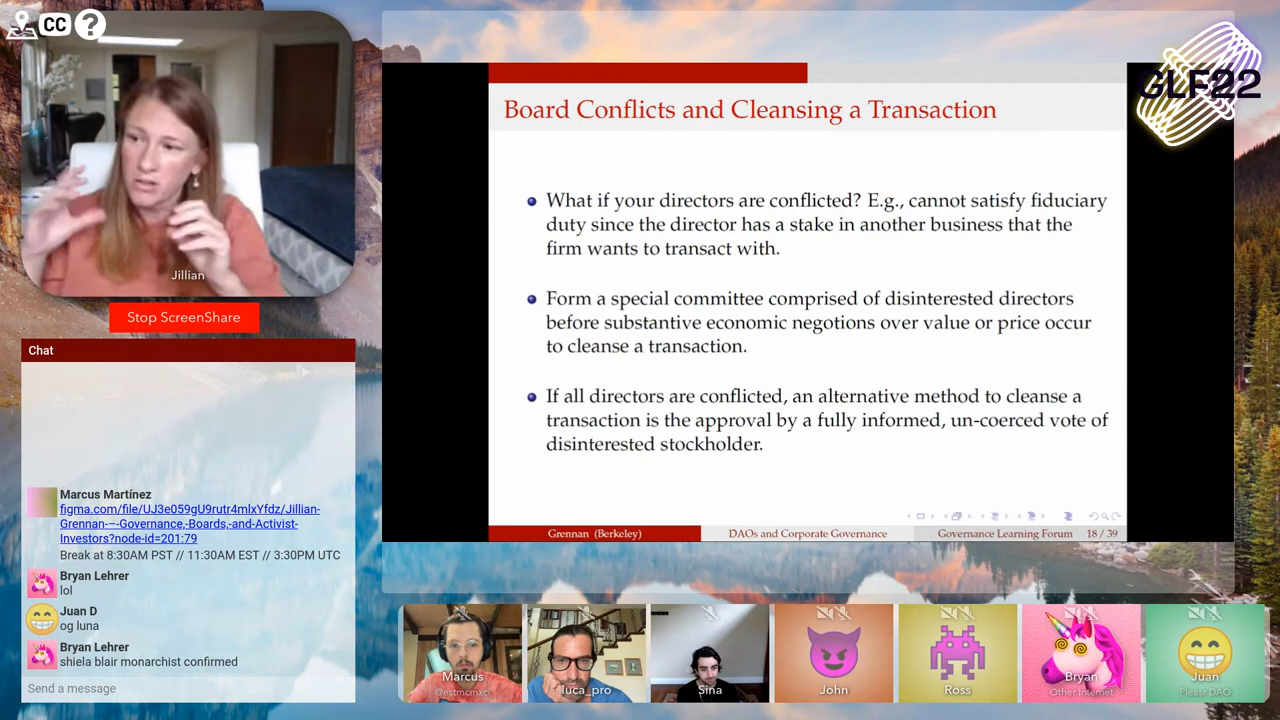 CC ?
GLF22
Jillian
Stop ScreenShare
Chat
Marcus Martínez
figma.com/file/UJ3e059gU9rutr4mlxYfdz/Jillian-
Grennan-–-Governance,-Boards,-and-Activist-
Investors?node-id=201:79
Break at 8:30AM PST // 11:30AM EST // 3:30PM UTC
Bryan Lehrer
lol
Juan D
og luna
Bryan Lehrer
shiela blair monarchist confirmed
Send a message
Board Conflicts and Cleansing a Transaction
What if your directors are conflicted? E.g., cannot satisfy fiduciary
duty since the director has a stake in another business that the
firm wants to transact with.
Form a special committee comprised of disinterested directors
before substantive economic negotions over value or price occur
to cleanse a transaction.
If all directors are conflicted, an alternative method to cleanse a
transaction is the approval by a fully informed, un-coerced vote of
disinterested stockholder.
Grennan (Berkeley) DAOs and Corporate Governance Governance Learning Forum 18 / 39
Marcus
@estmcmxci
luca_pro
Sina
John
Ross
Bryan
Other Internet
Juan
Please DAO